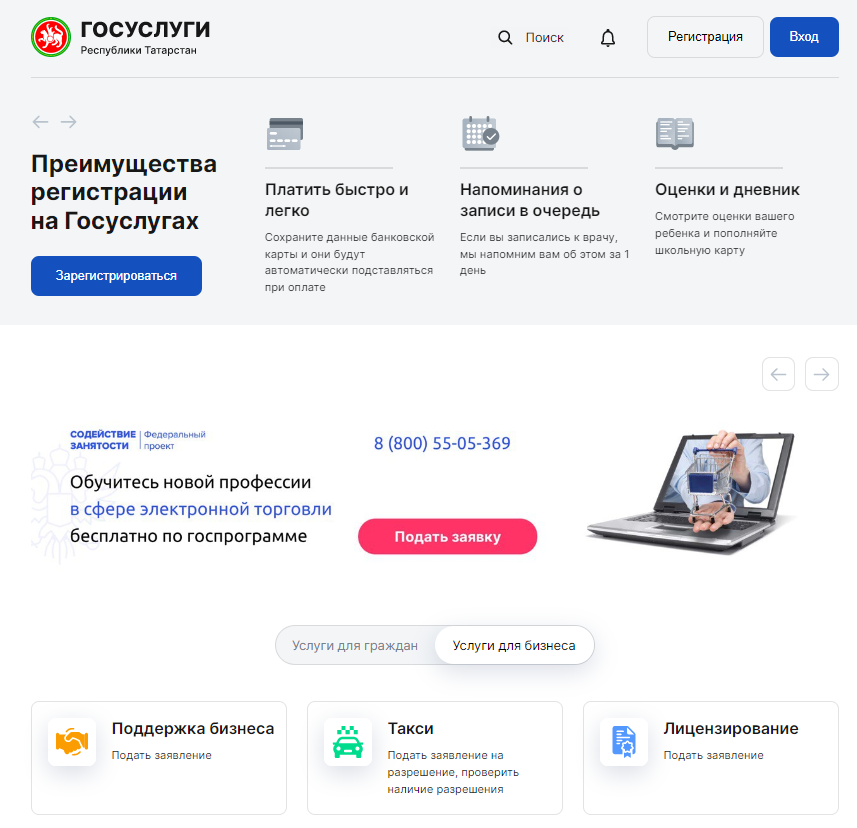 ГОСУСЛУГИ
Республики Татарстан
Поиск
Регистрация
Вход
Преимущества
регистрации
на Госуслугах
Зарегистрироваться
Платить быстро и
легко
Сохраните данные банковской
карты и они будут
автоматически подставляться
при оплате
Напоминания о
записи в очередь
Если вы записались к врачу,
мы напомним вам об этом за 1
день
Оценки и дневник
Смотрите оценки вашего
ребенка и пополняйте
школьную карту
СОДЕЙСТВИЕ
ЗАНЯТОСТИ
Федеральный
проект
Обучитесь новой профессии
в сфере электронной торговли
бесплатно по госпрограмме
8 (800) 55-05-369
Подать заявку
Услуги для граждан
Услуги для бизнеса
Поддержка бизнеса
Подать заявление
Такси
Подать заявление на
разрешение, проверить
наличие разрешения
Лицензирование
Подать заявление